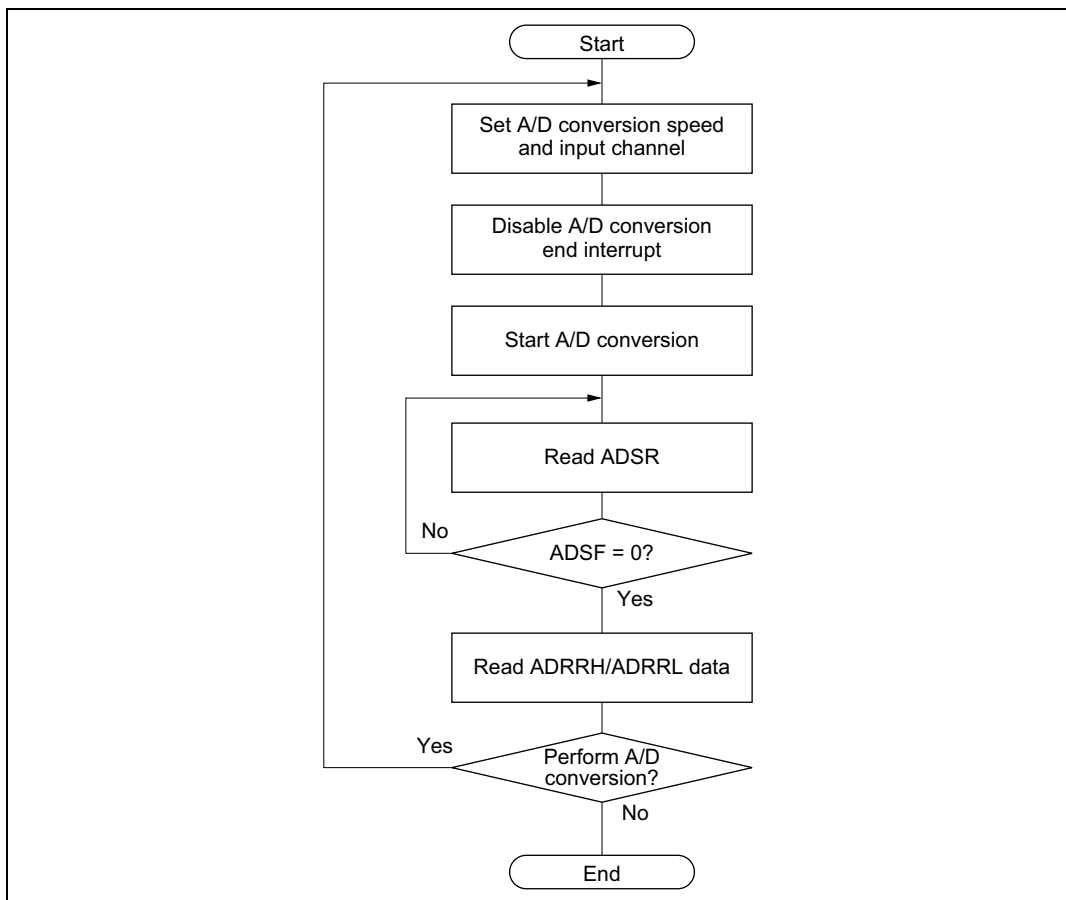 Start
Set A/D conversion speed
and input channel
Disable A/D conversion
end interrupt
Start A/D conversion
Read ADSR
No
ADSF = 0?
Yes
Read ADRRH/ADRRL data
Yes
Perform A/D
conversion?
No
End